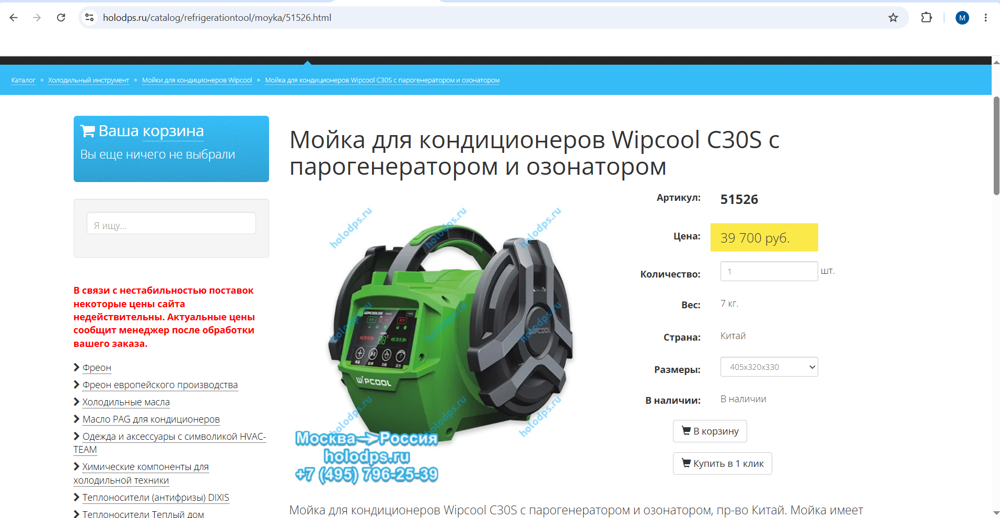 holodps.ru/catalog/refrigerationtool/moyka/51526.html
M
Каталог » Холодильный инструмент » Мойки для кондиционеров Wipcool » Мойка для кондиционеров Wipcool C30S с парогенератором и озонатором
Ваша корзина
Вы еще ничего не выбрали
Я ищу...
В связи с нестабильностью поставок
некоторые цены сайта
недействительны. Актуальные цены
сообщит менеджер после обработки
вашего заказа.
Фреон
Фреон европейского производства
Холодильные масла
Масло PAG для кондиционеров
Одежда и аксессуары с символикой HVAC-
TEAM
Химические компоненты для
холодильной техники
Теплоносители (антифризы) DIXIS
Теплоносители Теплый дом
Мойка для кондиционеров Wipcool C30S с
парогенератором и озонатором
holodps.ru holodps.ru holodps.ru
holodps.ru holodps.ru holodps.ru
holodps.ru holodps.ru holodps.ru
WIPCOOL
WIPCOOL
WIPCOOL
Москва→Россия
holodps.ru
+7 (495) 796-25-39
Артикул: 51526
Цена: 39 700 руб.
Количество: 1 шт.
Вес: 7 кг.
Страна: Китай
Размеры: 405x320x330
В наличии: В наличии
В корзину
Купить в 1 клик
Мойка для кондиционеров Wipcool C30S с парогенератором и озонатором, пр-во Китай. Мойка имеет